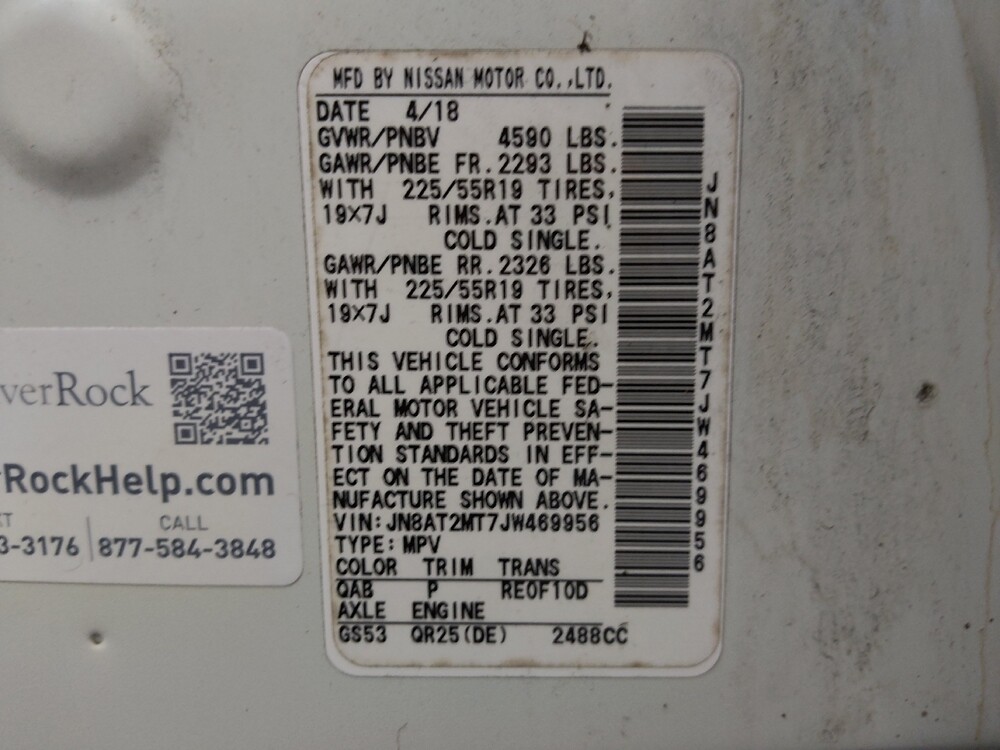 MFD BY NISSAN MOTOR CO.,LTD.
DATE 4/18
GVWR/PNBV 4590 LBS.
GAWR/PNBE FR.2293 LBS.
WITH 225/55R19 TIRES,
19×7J RIMS.AT 33 PSI
COLD SINGLE.
GAWR/PNBE RR.2326 LBS.
WITH 225/55R19 TIRES,
19×7J RIMS.AT 33 PSI
COLD SINGLE.
THIS VEHICLE CONFORMS
TO ALL APPLICABLE FED-
ERAL MOTOR VEHICLE SA-
FETY AND THEFT PREVEN-
TION STANDARDS IN EFF-
ECT ON THE DATE OF MA-
NUFACTURE SHOWN ABOVE.
VIN:JN8AT2MT7JW469956
TYPE:MPV
COLOR TRIM TRANS
QAB P RE0F10D
AXLE ENGINE
GS53 QR25(DE) 2488CC
JN8AT2MT7JW469956
verRock
RockHelp.com
CALL
3-3176 877-584-3848